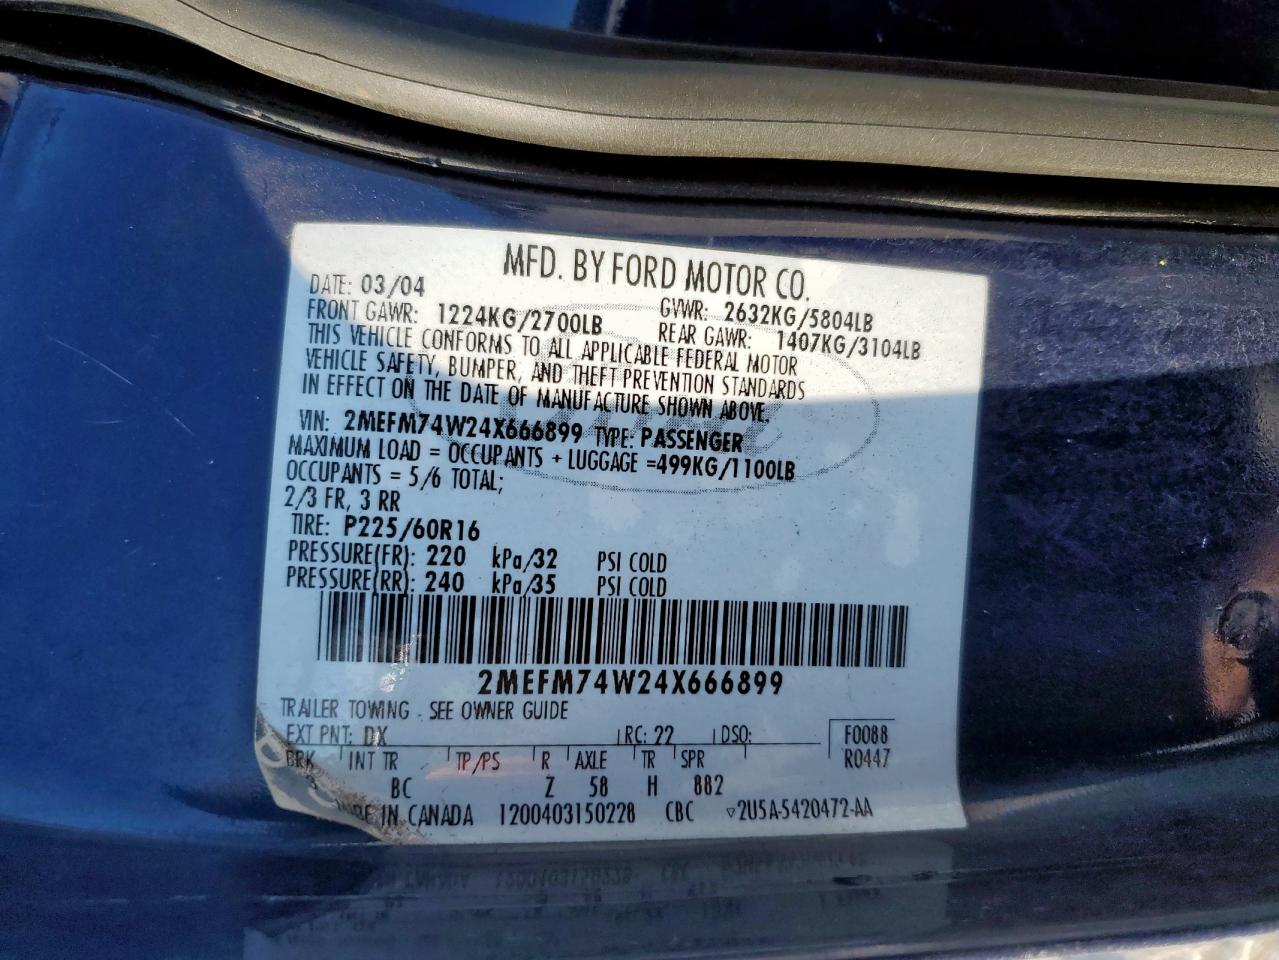 MFD. BY FORD MOTOR CO.
DATE: 03/04 GVWR: 2632KG/5804LB
FRONT GAWR: 1224KG/2700LB REAR GAWR: 1407KG/3104LB
THIS VEHICLE CONFORMS TO ALL APPLICABLE FEDERAL MOTOR
VEHICLE SAFETY, BUMPER, AND THEFT PREVENTION STANDARDS
IN EFFECT ON THE DATE OF MANUFACTURE SHOWN ABOVE.
VIN: 2MEFM74W24X666899 TYPE: PASSENGER
MAXIMUM LOAD = OCCUPANTS + LUGGAGE =499KG/1100LB
OCCUPANTS = 5/6 TOTAL;
2/3 FR, 3 RR
TIRE: P225/60R16
PRESSURE(FR): 220 kPa/32 PSI COLD
PRESSURE(RR): 240 kPa/35 PSI COLD
2MEFM74W24X666899
TRAILER TOWING - SEE OWNER GUIDE
EXT PNT: DX RC: 22 DSO: F0088
BRK INT TR TP/PS R AXLE TR SPR R0447
3 BC Z 58 H 882
IN CANADA 1200403150228 CBC ▽2U5A-5420472-AA